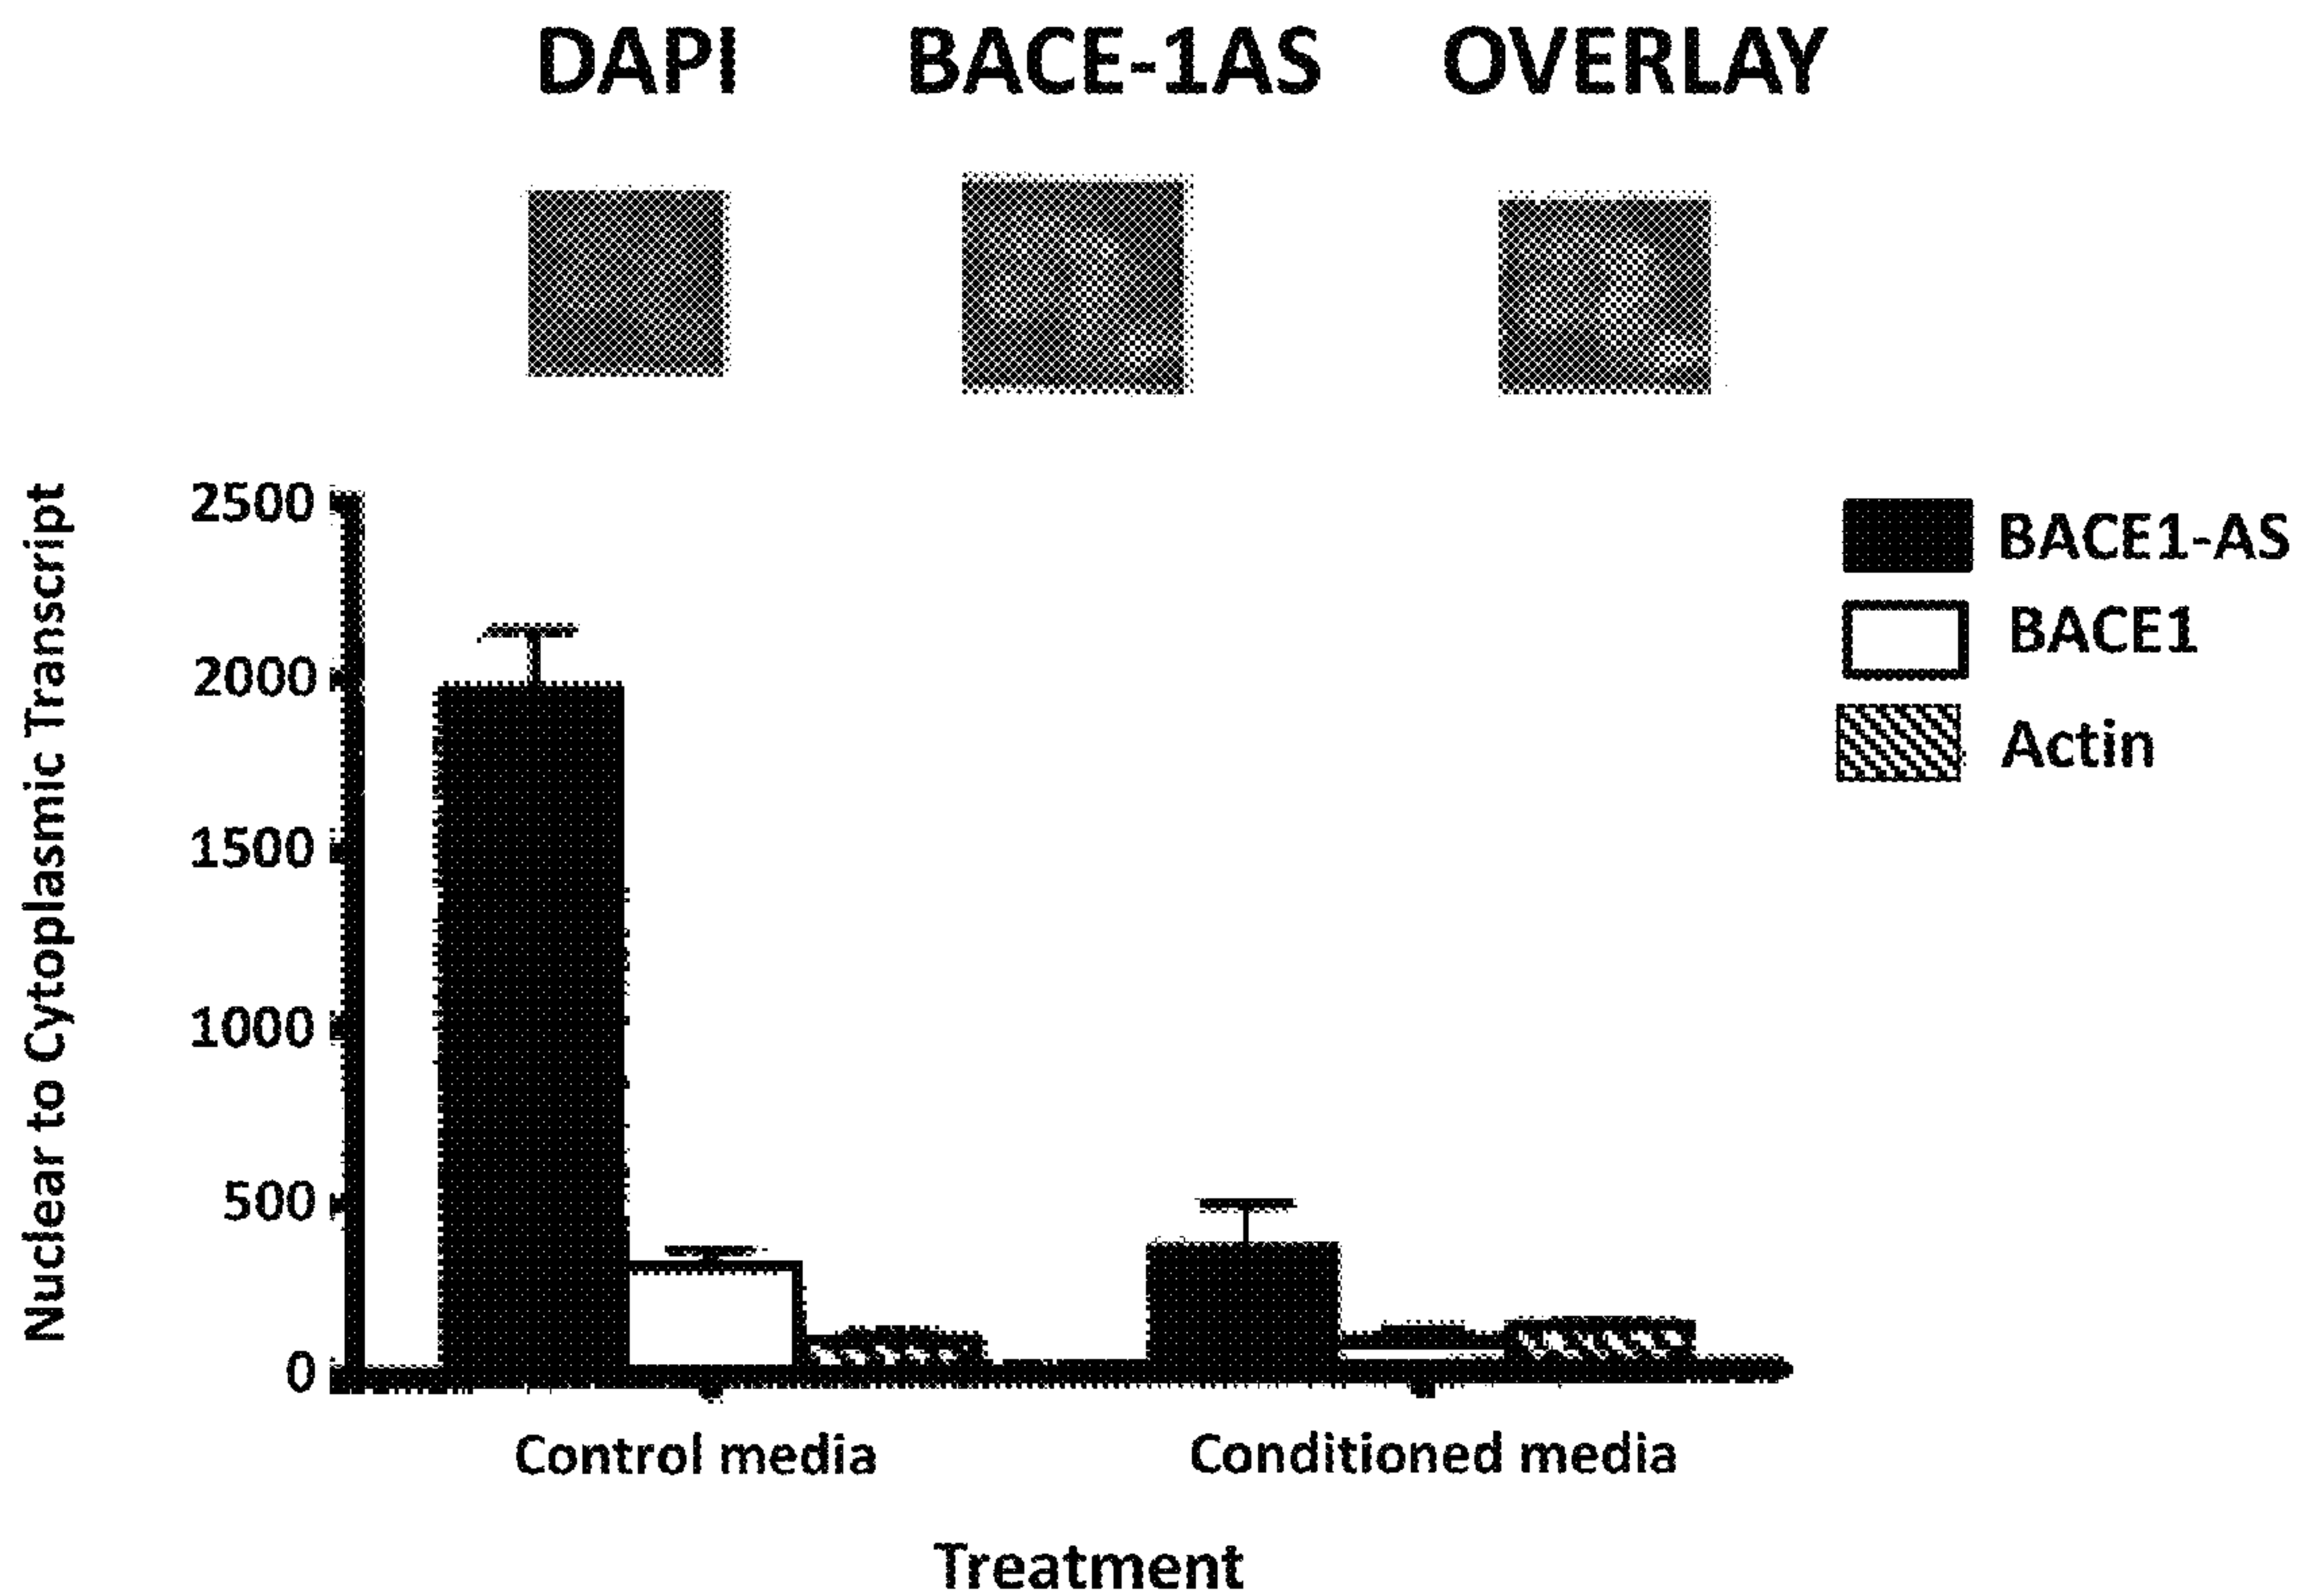 DAPI BACE-1AS OVERLAY
Nuclear to Cytoplasmic Transcript
2500
2000
1500
1000
500
0
BACE1-AS
BACE1
Actin
Control media Conditioned media
Treatment